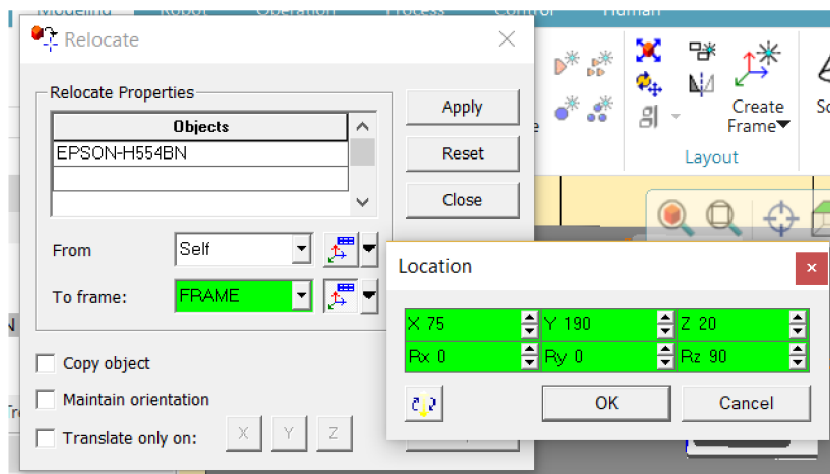 Modeling Robot Operation Process Control Human
Relocate
Relocate Properties
Objects
EPSON-H554BN
Apply
Reset
Close
From Self
To frame: FRAME
Copy object
Maintain orientation
Translate only on: X Y Z
Create
Frame
Layout
Location
X 75 Y 190 Z 20
Rx 0 Ry 0 Rz 90
OK Cancel